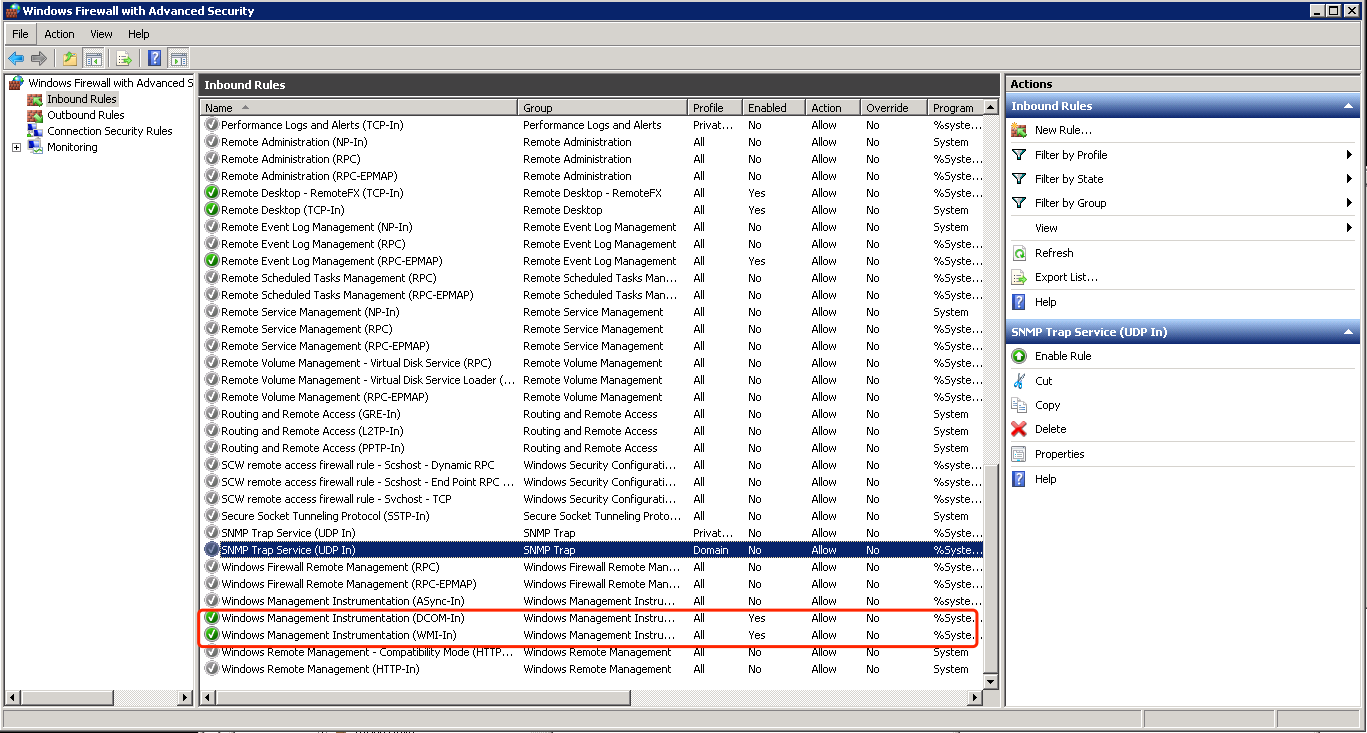 Windows Firewall with Advanced Security
File Action View Help
Windows Firewall with Advanced S
Inbound Rules
Outbound Rules
Connection Security Rules
Monitoring
Inbound Rules
Name Group Profile Enabled Action Override Program
Performance Logs and Alerts (TCP-In) Performance Logs and Alerts Privat... No Allow No %syste...
Remote Administration (NP-In) Remote Administration All No Allow No System
Remote Administration (RPC) Remote Administration All No Allow No %Syste...
Remote Administration (RPC-EPMAP) Remote Administration All No Allow No %Syste...
Remote Desktop - RemoteFX (TCP-In) Remote Desktop - RemoteFX All Yes Allow No %Syste...
Remote Desktop (TCP-In) Remote Desktop All Yes Allow No System
Remote Event Log Management (NP-In) Remote Event Log Management All No Allow No System
Remote Event Log Management (RPC) Remote Event Log Management All No Allow No %Syste...
Remote Event Log Management (RPC-EPMAP) Remote Event Log Management All Yes Allow No %Syste...
Remote Scheduled Tasks Management (RPC) Remote Scheduled Tasks Man... All No Allow No %Syste...
Remote Scheduled Tasks Management (RPC-EPMAP) Remote Scheduled Tasks Man... All No Allow No %Syste...
Remote Service Management (NP-In) Remote Service Management All No Allow No System
Remote Service Management (RPC) Remote Service Management All No Allow No %Syste...
Remote Service Management (RPC-EPMAP) Remote Service Management All No Allow No %Syste...
Remote Volume Management - Virtual Disk Service (RPC) Remote Volume Management All No Allow No %Syste...
Remote Volume Management - Virtual Disk Service Loader (... Remote Volume Management All No Allow No %Syste...
Remote Volume Management (RPC-EPMAP) Remote Volume Management All No Allow No %Syste...
Routing and Remote Access (GRE-In) Routing and Remote Access All No Allow No System
Routing and Remote Access (L2TP-In) Routing and Remote Access All No Allow No System
Routing and Remote Access (PPTP-In) Routing and Remote Access All No Allow No System
SCW remote access firewall rule - Scshost - Dynamic RPC Windows Security Configurati... All No Allow No %syste...
SCW remote access firewall rule - Scshost - End Point RPC ... Windows Security Configurati... All No Allow No %syste...
SCW remote access firewall rule - Svchost - TCP Windows Security Configurati... All No Allow No %syste...
Secure Socket Tunneling Protocol (SSTP-In) Secure Socket Tunneling Proto... All No Allow No System
SNMP Trap Service (UDP In) SNMP Trap Privat... No Allow No %Syste...
SNMP Trap Service (UDP In) SNMP Trap Domain No Allow No %Syste...
Windows Firewall Remote Management (RPC) Windows Firewall Remote Man... All No Allow No %Syste...
Windows Firewall Remote Management (RPC-EPMAP) Windows Firewall Remote Man... All No Allow No %Syste...
Windows Management Instrumentation (ASync-In) Windows Management Instru... All No Allow No %syste...
Windows Management Instrumentation (DCOM-In) Windows Management Instru... All Yes Allow No %Syste...
Windows Management Instrumentation (WMI-In) Windows Management Instru... All Yes Allow No %Syste...
Windows Remote Management - Compatibility Mode (HTTP... Windows Remote Management All No Allow No System
Windows Remote Management (HTTP-In) Windows Remote Management All No Allow No System
Actions
Inbound Rules
New Rule...
Filter by Profile
Filter by State
Filter by Group
View
Refresh
Export List...
Help
SNMP Trap Service (UDP In)
Enable Rule
Cut
Copy
Delete
Properties
Help